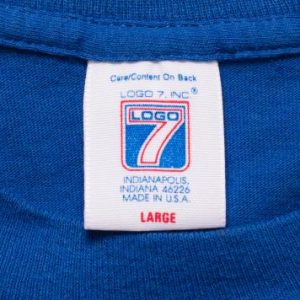 Care/Content On Back
LOGO 7, INC®
LOGO
7
INDIANAPOLIS,
INDIANA 46226
MADE IN U.S.A.
LARGE